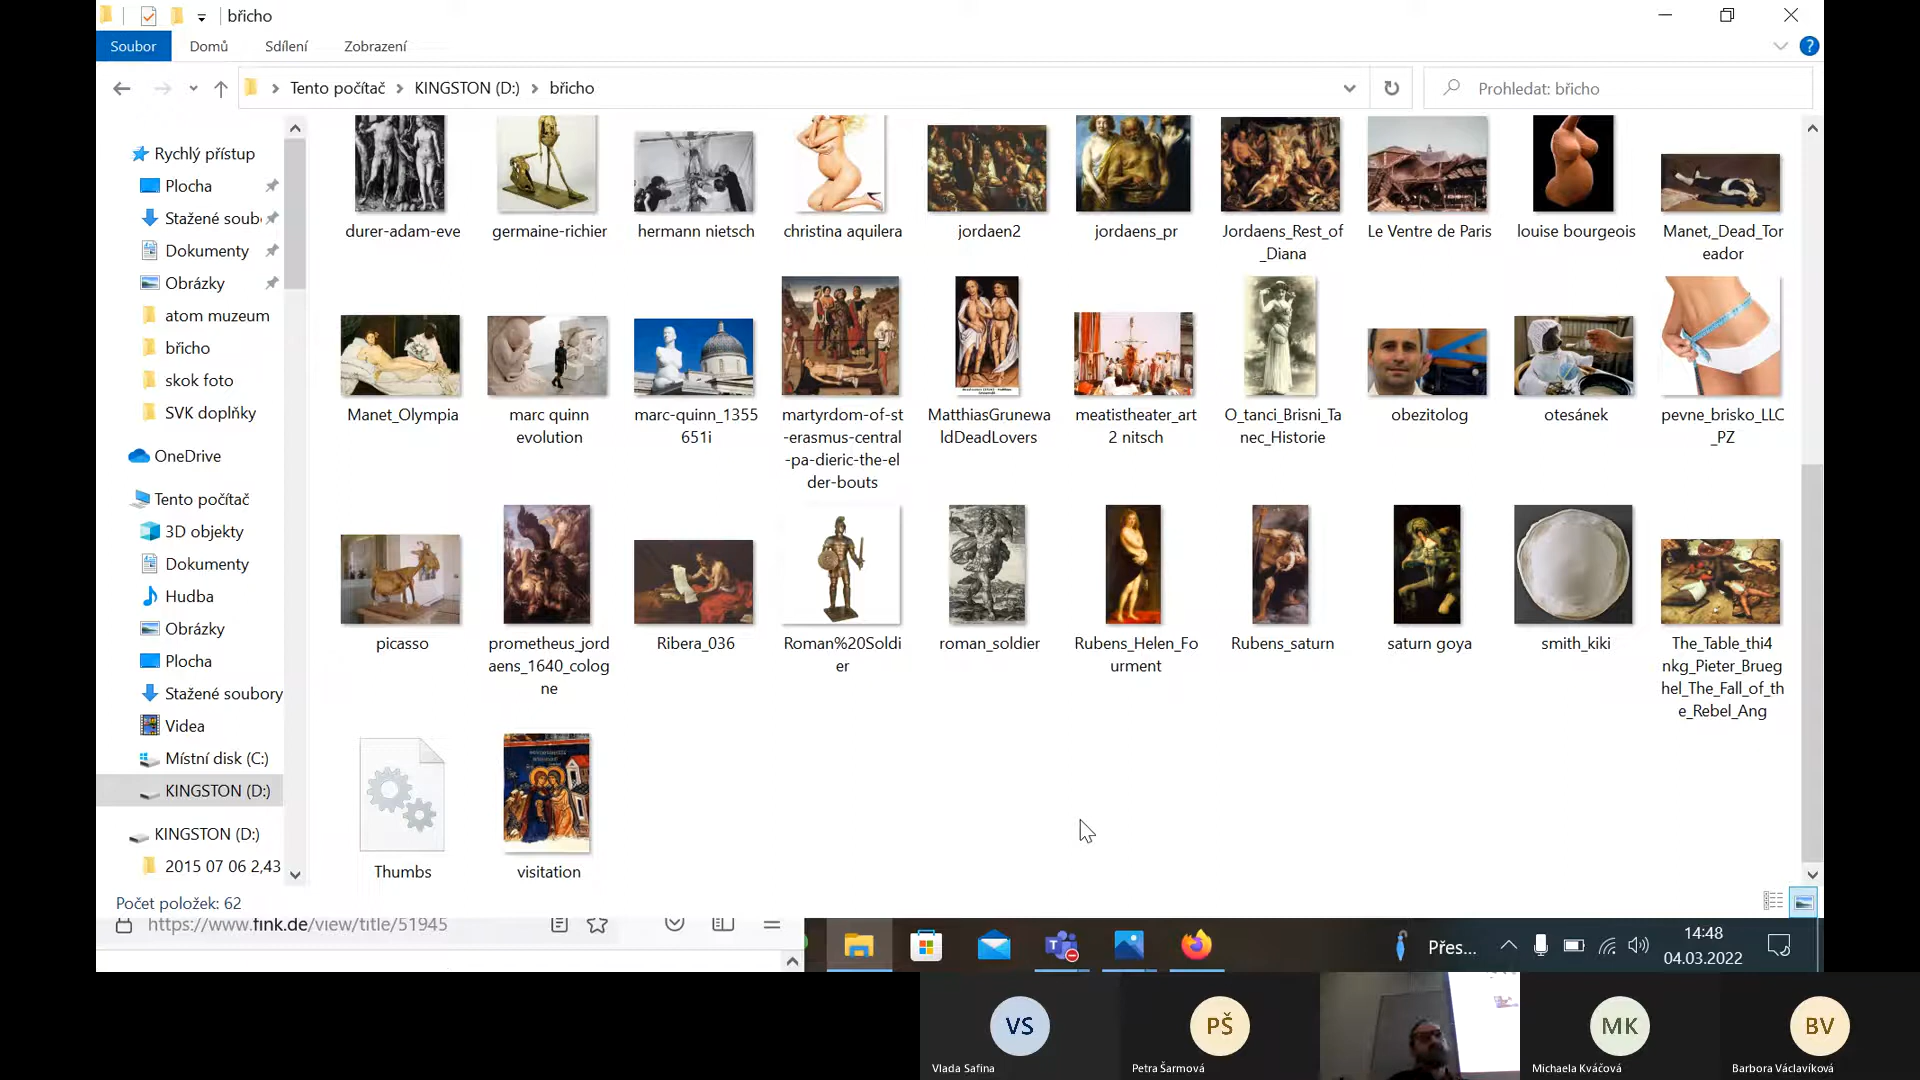 břicho
Soubor
Domů
Sdílení
Zobrazení
?
Tento počítač
KINGSTON (D:)
břicho
Prohledat: břicho
Rychlý přístup
Plocha
Stažené soub
Dokumenty
Obrázky
atom muzeum
břicho
skok foto
SVK doplňky
OneDrive
Tento počítač
3D objekty
Dokumenty
Hudba
Obrázky
Plocha
Stažené soubory
Videa
Místní disk (C:)
KINGSTON (D:)
KINGSTON (D:)
2015 07 06 2,43
durer-adam-eve
germaine-richier
hermann nietsch
christina aquilera
jordaen2
jordaens_pr
Jordaens_Rest_of
_Diana
Le Ventre de Paris
louise bourgeois
Manet,_Dead_Tor
eador
Manet_Olympia
marc quinn
evolution
marc-quinn_1355
651i
martyrdom-of-st
-erasmus-central
-pa-dieric-the-el
der-bouts
MatthiasGrunewa
ldDeadLovers
meatistheater_art
2 nitsch
O_tanci_Brisni_Ta
nec_Historie
obezitolog
otesánek
pevne_brisko_LLC
_PZ
picasso
prometheus_jord
aens_1640_colog
ne
Ribera_036
Roman%20Soldi
er
roman_soldier
Rubens_Helen_Fo
urment
Rubens_saturn
saturn goya
smith_kiki
The_Table_thi4
nkg_Pieter_Brueg
hel_The_Fall_of_th
e_Rebel_Ang
Thumbs
visitation
Počet položek: 62
https://www.fink.de/view/title/51945
Přes...
14:48
04.03.2022
VS
Vlada Safina
PŠ
Petra Šarmová
MK
Michaela Kváčová
BV
Barbora Václavíková